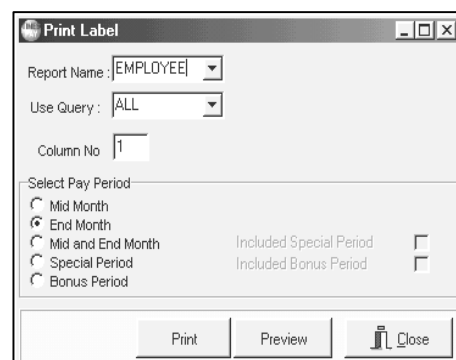 Print Label
Report Name : EMPLOYEE
Use Query : ALL
Column No 1
Select Pay Period
Mid Month
End Month
Mid and End Month Included Special Period
Special Period Included Bonus Period
Bonus Period
Print Preview Close